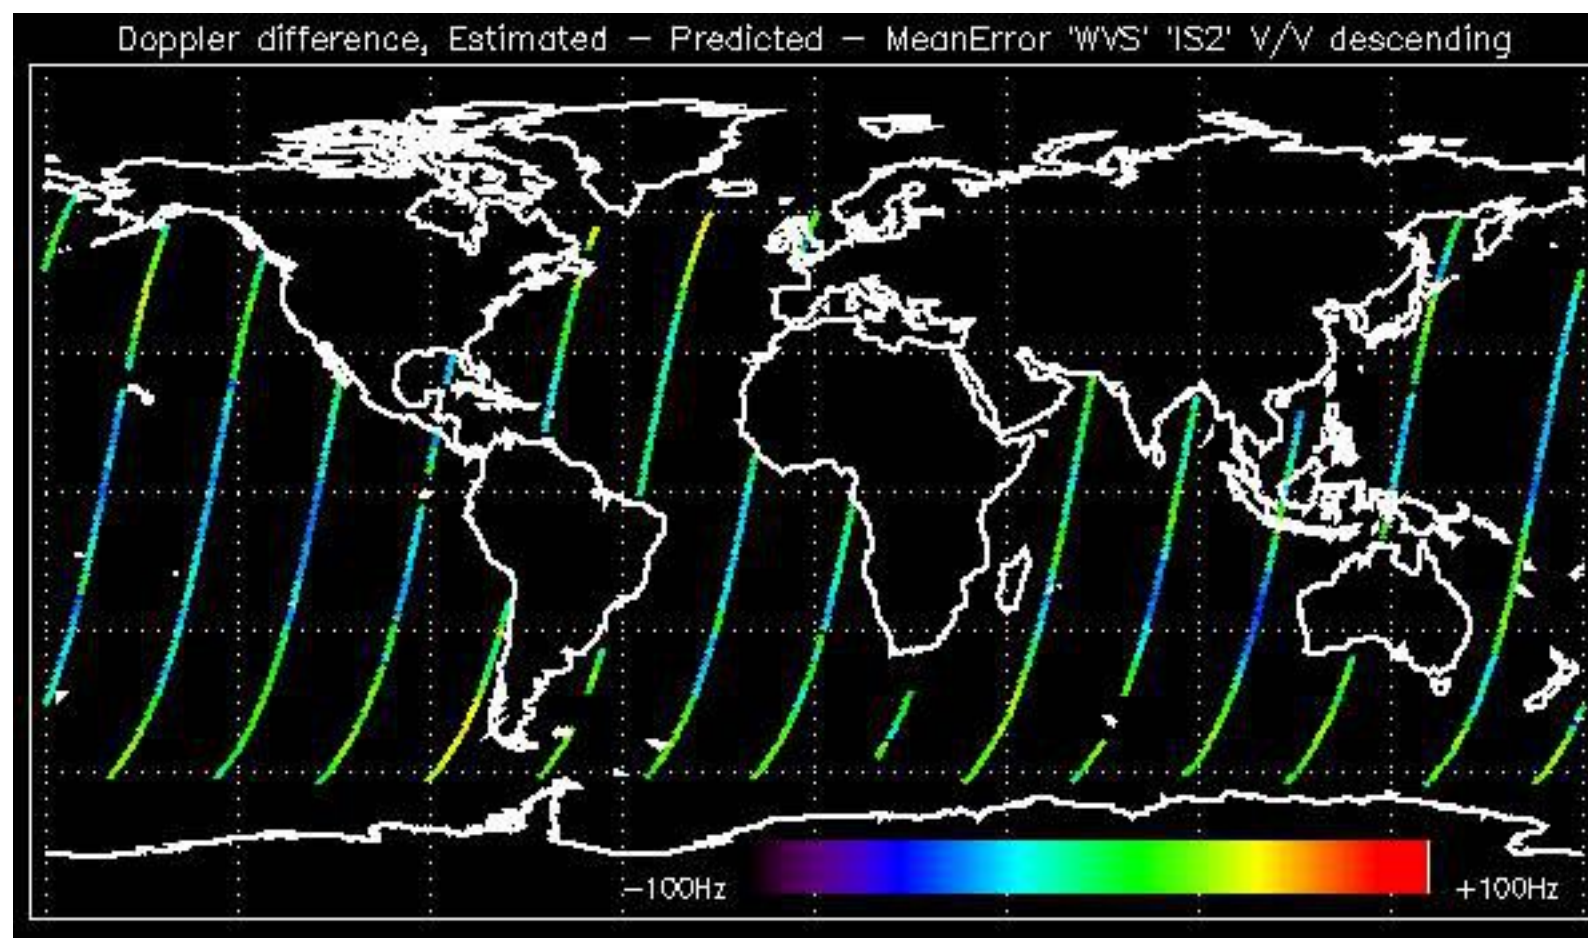 Doppler difference, Estimated – Predicted – MeanError 'WVS' 'IS2' V/V descending
−100Hz
+100Hz